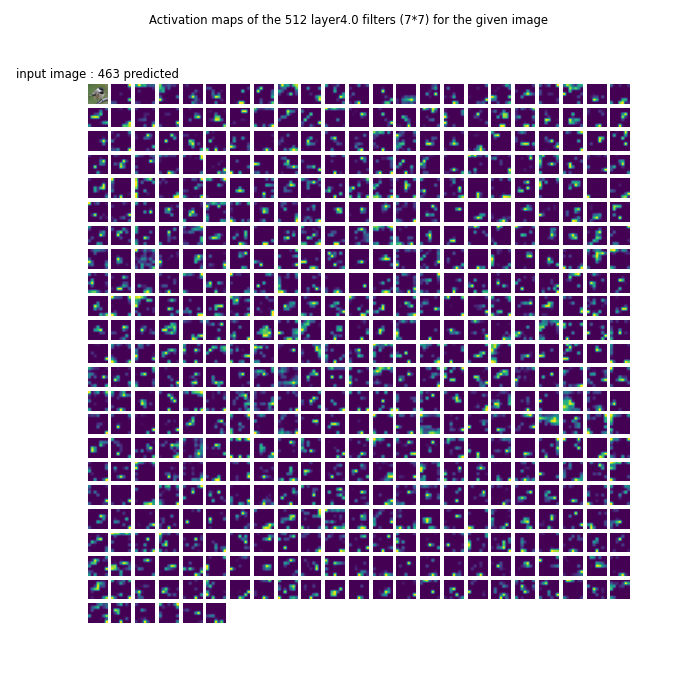 Activation maps of the 512 layer4.0 filters (7*7) for the given image
input image : 463 predicted